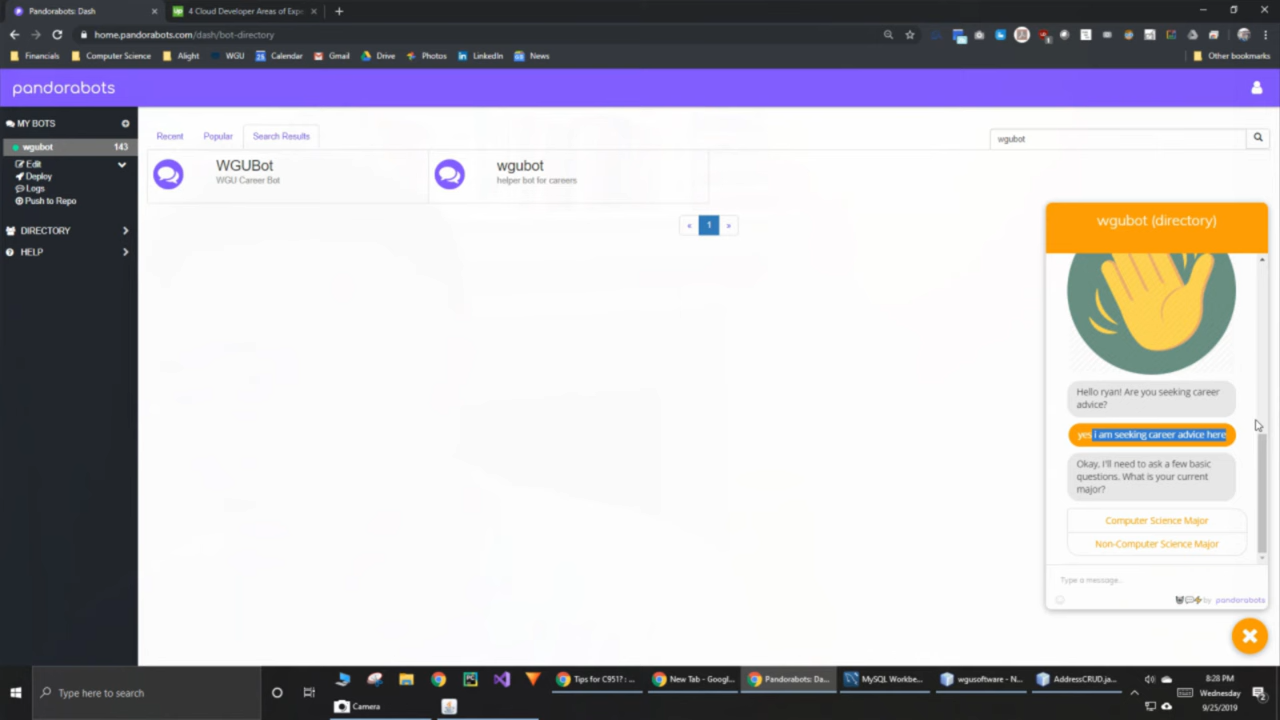 Pandorabots: Dash
4 Cloud Developer Areas of Expe
home.pandorabots.com/dash/bot-directory
Financials Computer Science Alight WGU Calendar Gmail Drive Photos LinkedIn News Other bookmarks
pandorabots
MY BOTS
wgubot 143
Edit
Deploy
Logs
Push to Repo
DIRECTORY
HELP
Recent Popular Search Results
wgubot
WGUBot
WGU Career Bot
wgubot
helper bot for careers
« 1 »
wgubot (directory)
Hello ryan! Are you seeking career
advice?
yes i am seeking career advice here
Okay. I'll need to ask a few basic
questions. What is your current
major?
Computer Science Major
Non-Computer Science Major
Type a message..
by pandorabots
Type here to search
Tips for C951? : ...
New Tab - Googl...
Pandorabots: Da...
MySQL Workbe...
wgusoftware - N...
AddressCRUD.ja...
Camera
8:28 PM
Wednesday
9/25/2019